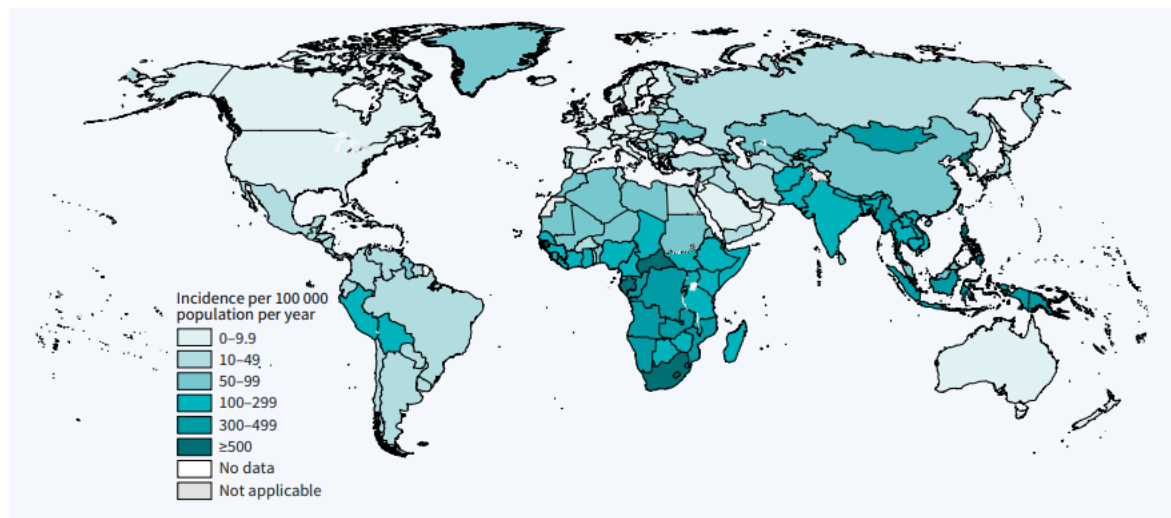 Incidence per 100 000
population per year
0–9.9
10–49
50–99
100–299
300–499
≥500
No data
Not applicable